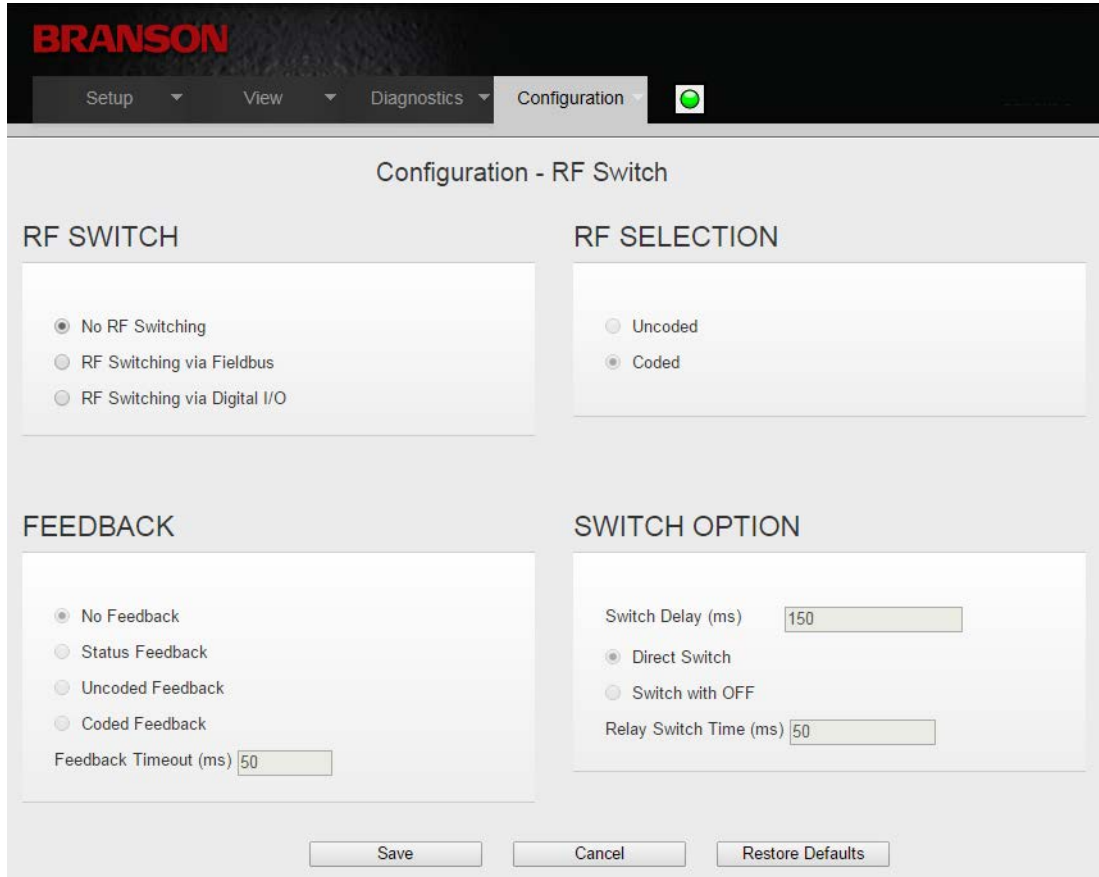 BRANSON
Setup View Diagnostics Configuration
Configuration - RF Switch
RF SWITCH
No RF Switching
RF Switching via Fieldbus
RF Switching via Digital I/O
RF SELECTION
Uncoded
Coded
FEEDBACK
No Feedback
Status Feedback
Uncoded Feedback
Coded Feedback
Feedback Timeout (ms) 50
SWITCH OPTION
Switch Delay (ms) 150
Direct Switch
Switch with OFF
Relay Switch Time (ms) 50
Save Cancel Restore Defaults